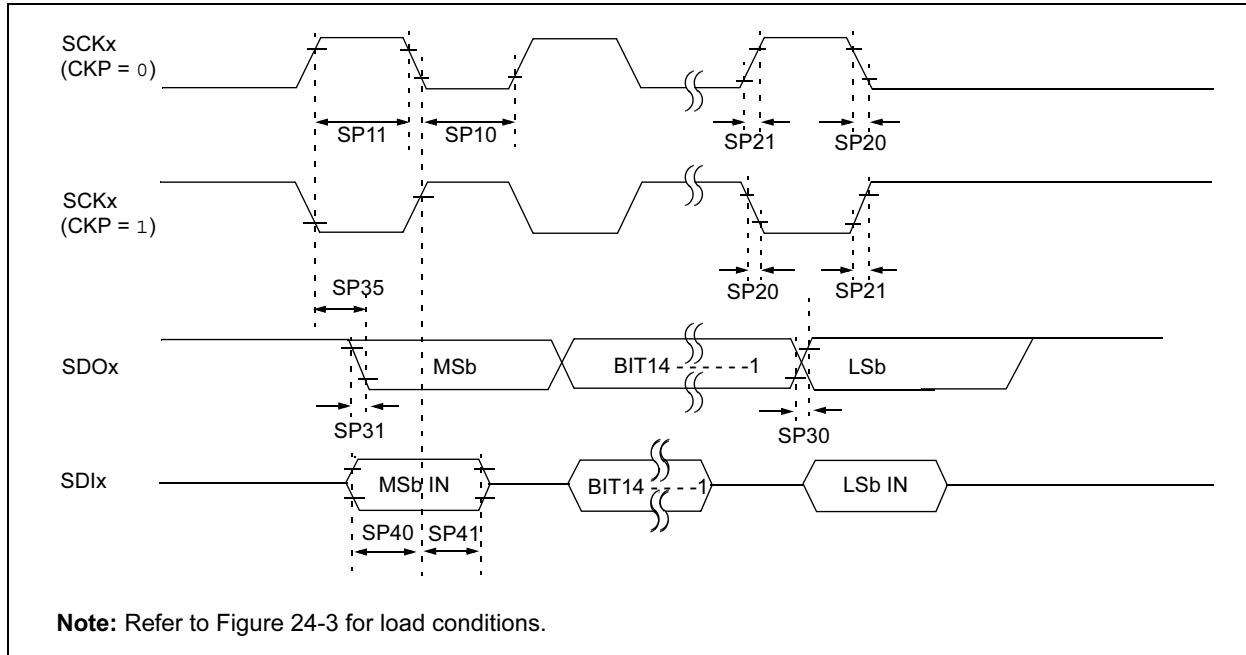 SCKx
(CKP = 0)
SP11
SP10
SP21
SP20
SCKx
(CKP = 1)
SP35
SP20
SP21
SDOx
MSb
BIT14 - - - - - -1
LSb
SP31
SP30
SDIx
MSb IN
BIT14 - - - -1
LSb IN
SP40
SP41
Note: Refer to Figure 24-3 for load conditions.